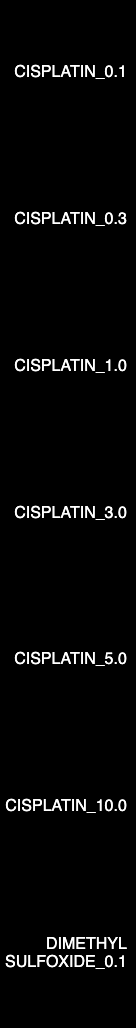 CISPLATIN_0.1
CISPLATIN_0.3
CISPLATIN_1.0
CISPLATIN_3.0
CISPLATIN_5.0
CISPLATIN_10.0
DIMETHYL
SULFOXIDE_0.1